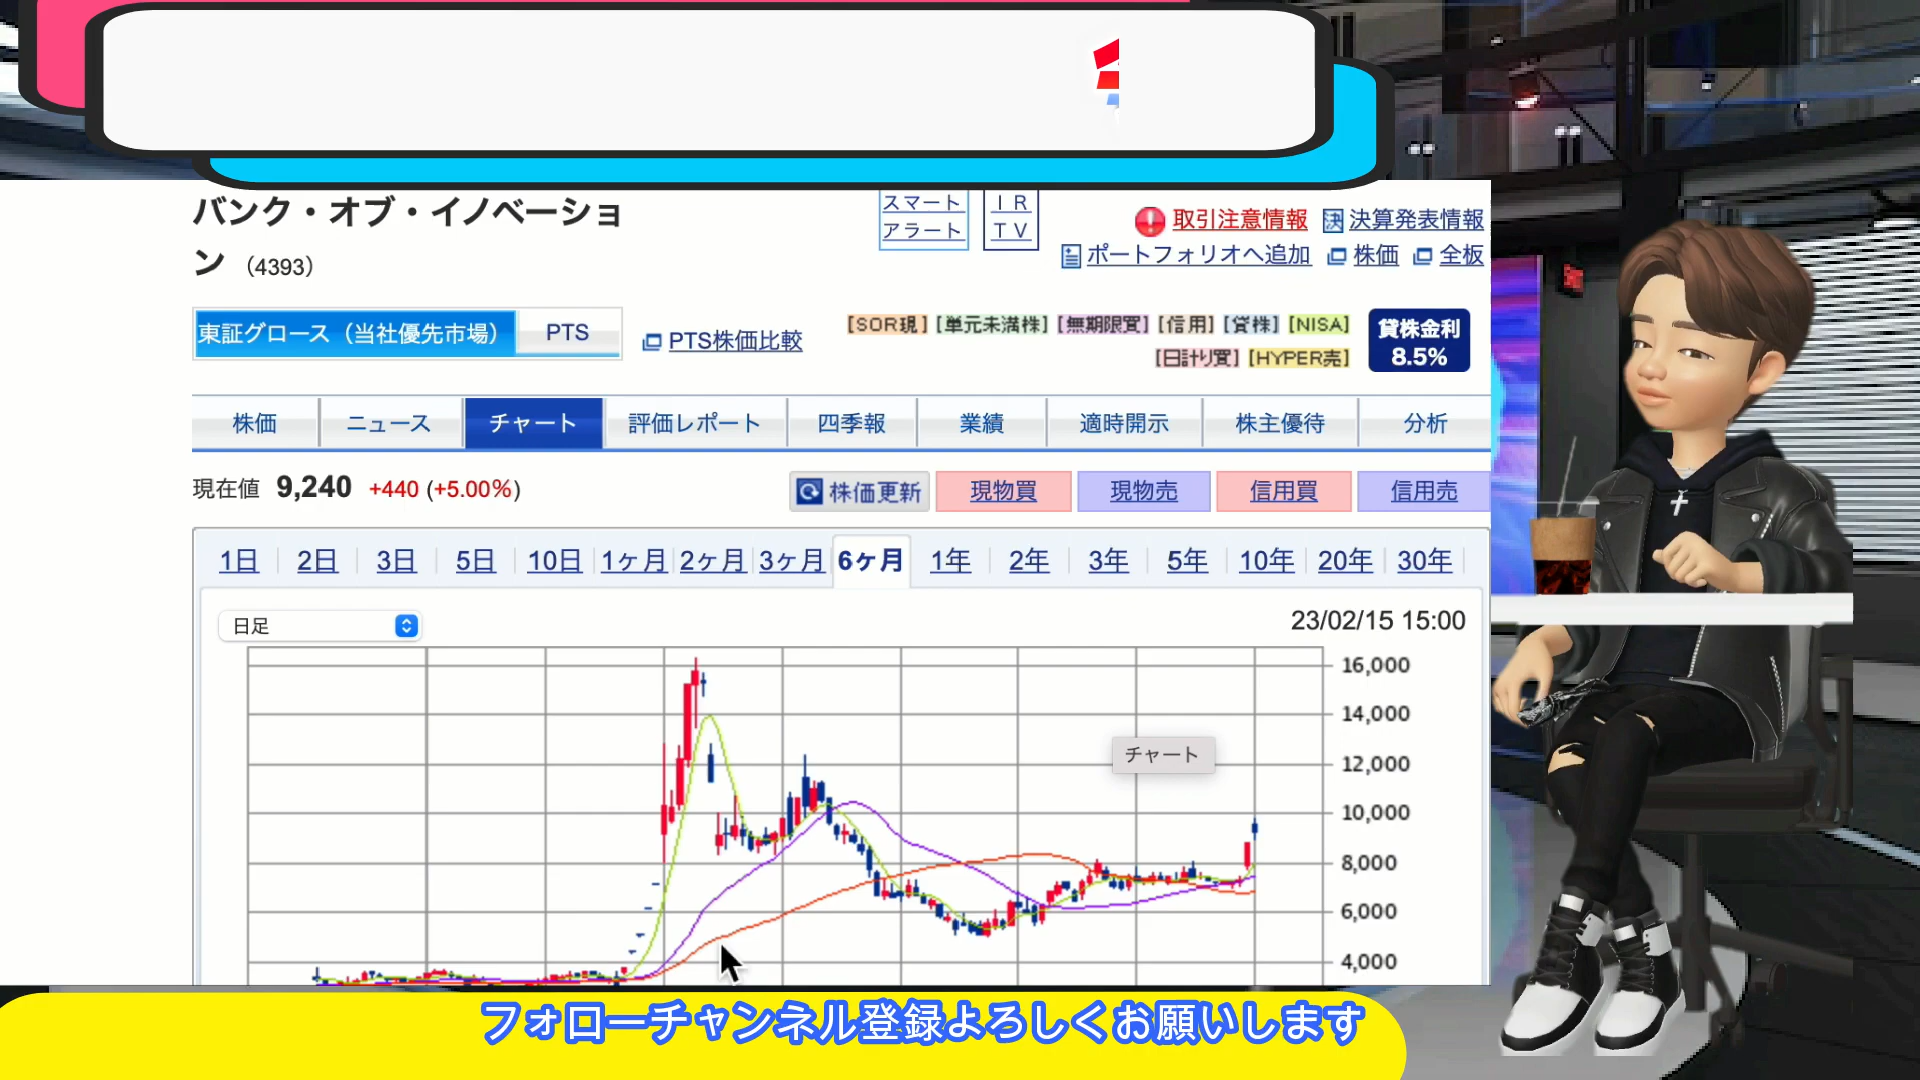 バンク・オブ・イノベーショ
ン (4393)
スマート
アラート
IR
TV
取引注意情報 決算発表情報
ポートフォリオへ追加 株価 全板
東証グロース(当社優先市場) PTS
PTS株価比較
[SOR現] [単元未満株] [無期限買] [信用] [貸株] [NISA]
[日計り買] [HYPER売]
貸株金利
8.5%
株価 ニュース チャート 評価レポート 四季報 業績 適時開示 株主優待 分析
現在値 9,240 +440 (+5.00%)
株価更新 現物買 現物売 信用買 信用売
1日 2日 3日 5日 10日 1ヶ月 2ヶ月 3ヶ月 6ヶ月 1年 2年 3年 5年 10年 20年 30年
日足
23/02/15 15:00
16,000
14,000
チャート
12,000
10,000
8,000
6,000
4,000
フォローチャンネル登録よろしくお願いします